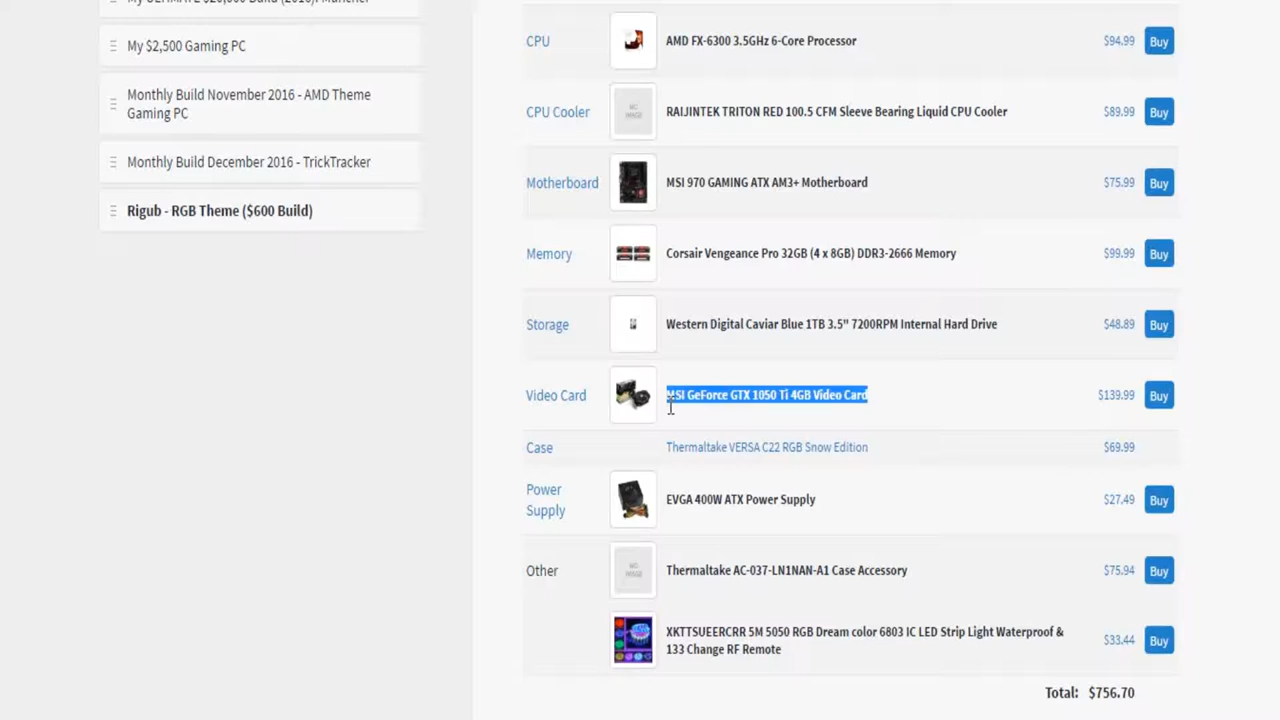 My $2,500 Gaming PC
Monthly Build November 2016 - AMD Theme
Gaming PC
Monthly Build December 2016 - TrickTracker
Rigub - RGB Theme ($600 Build)
CPU AMD FX-6300 3.5GHz 6-Core Processor $94.99 Buy
CPU Cooler RAIJINTEK TRITON RED 100.5 CFM Sleeve Bearing Liquid CPU Cooler $89.99 Buy
Motherboard MSI 970 GAMING ATX AM3+ Motherboard $75.99 Buy
Memory Corsair Vengeance Pro 32GB (4 x 8GB) DDR3-2666 Memory $99.99 Buy
Storage Western Digital Caviar Blue 1TB 3.5" 7200RPM Internal Hard Drive $48.89 Buy
Video Card MSI GeForce GTX 1050 Ti 4GB Video Card $139.99 Buy
Case Thermaltake VERSA C22 RGB Snow Edition $69.99
Power
Supply EVGA 400W ATX Power Supply $27.49 Buy
Other Thermaltake AC-037-LN1NAN-A1 Case Accessory $75.94 Buy
XKTTSUEERCRR 5M 5050 RGB Dream color 6803 IC LED Strip Light Waterproof &
133 Change RF Remote $33.44 Buy
Total: $756.70